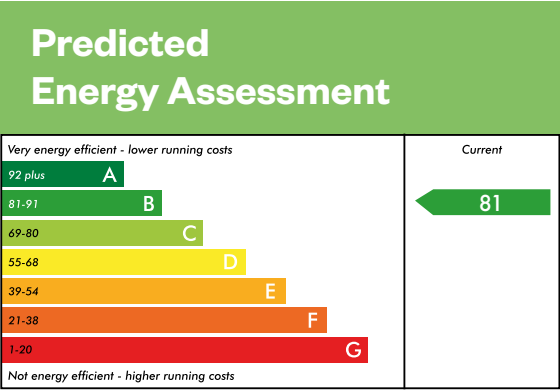 Predicted
Energy Assessment
Very energy efficient - lower running costs
Current
92 plus A
81-91 B
81
69-80 C
55-68 D
39-54 E
21-38 F
1-20 G
Not energy efficient - higher running costs